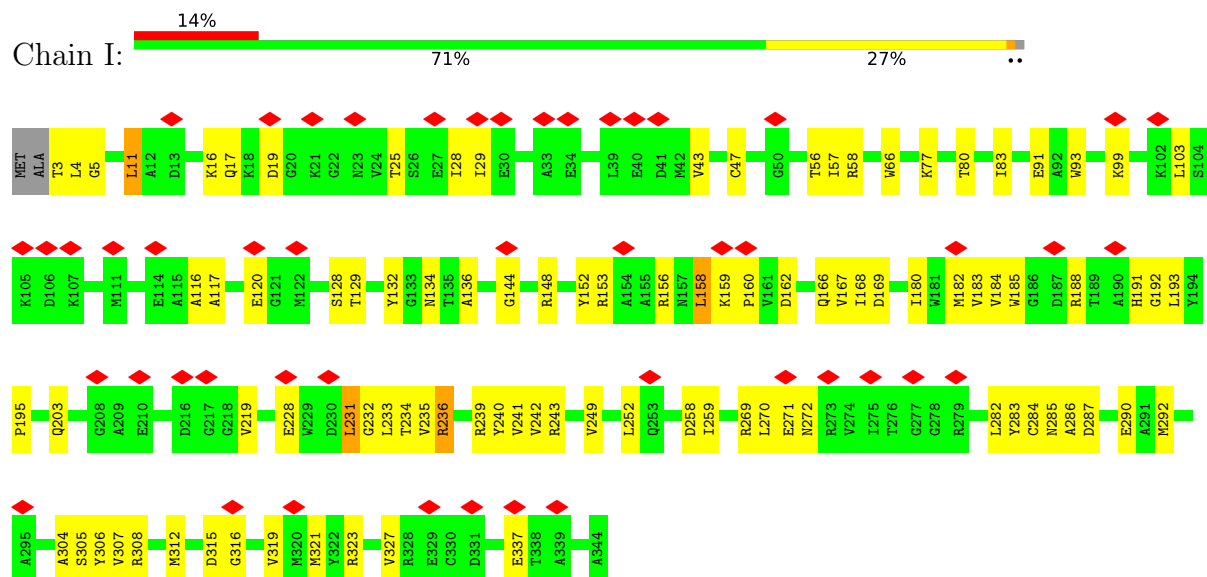 14%
Chain I:
71% 27% ••
MET ALA T3 L4 G5 L11 A12 D13 K16 Q17 K18 D19 G20 K21 G22 N23 V24 T25 S26 E27 I28 I29 E30 A33 E34 L39 E40 D41 M42 V43 C47 G50 T56 I57 R58 W66 K77 T80 I83 E91 A92 W93 K99 K102 L103 S104
K105 D106 K107 M111 E114 A115 A116 A117 E120 G121 M122 S128 T129 Y132 G133 N134 T135 A136 G144 R148 Y152 R153 A154 A155 R156 N157 L158 K159 P160 V161 D162 Q166 V167 I168 D169 I180 W181 M182 V183 V184 W185 G186 D187 R188 T189 A190 H191 G192 L193 Y194
P195 Q203 G208 A209 E210 D216 G217 G218 V219 E228 W229 D230 L231 G232 L233 T234 V235 R236 R239 Y240 V241 V242 R243 V249 L252 Q253 D258 I259 R269 L270 E271 N272 R273 V274 I275 T276 G277 G278 R279 L282 Y283 C284 N285 A286 D287 E290 A291 M292
A295 A304 S305 Y306 V307 R308 M312 D315 G316 V319 M320 M321 Y322 R323 V327 R328 E329 C330 D331 E337 T338 A339 A344